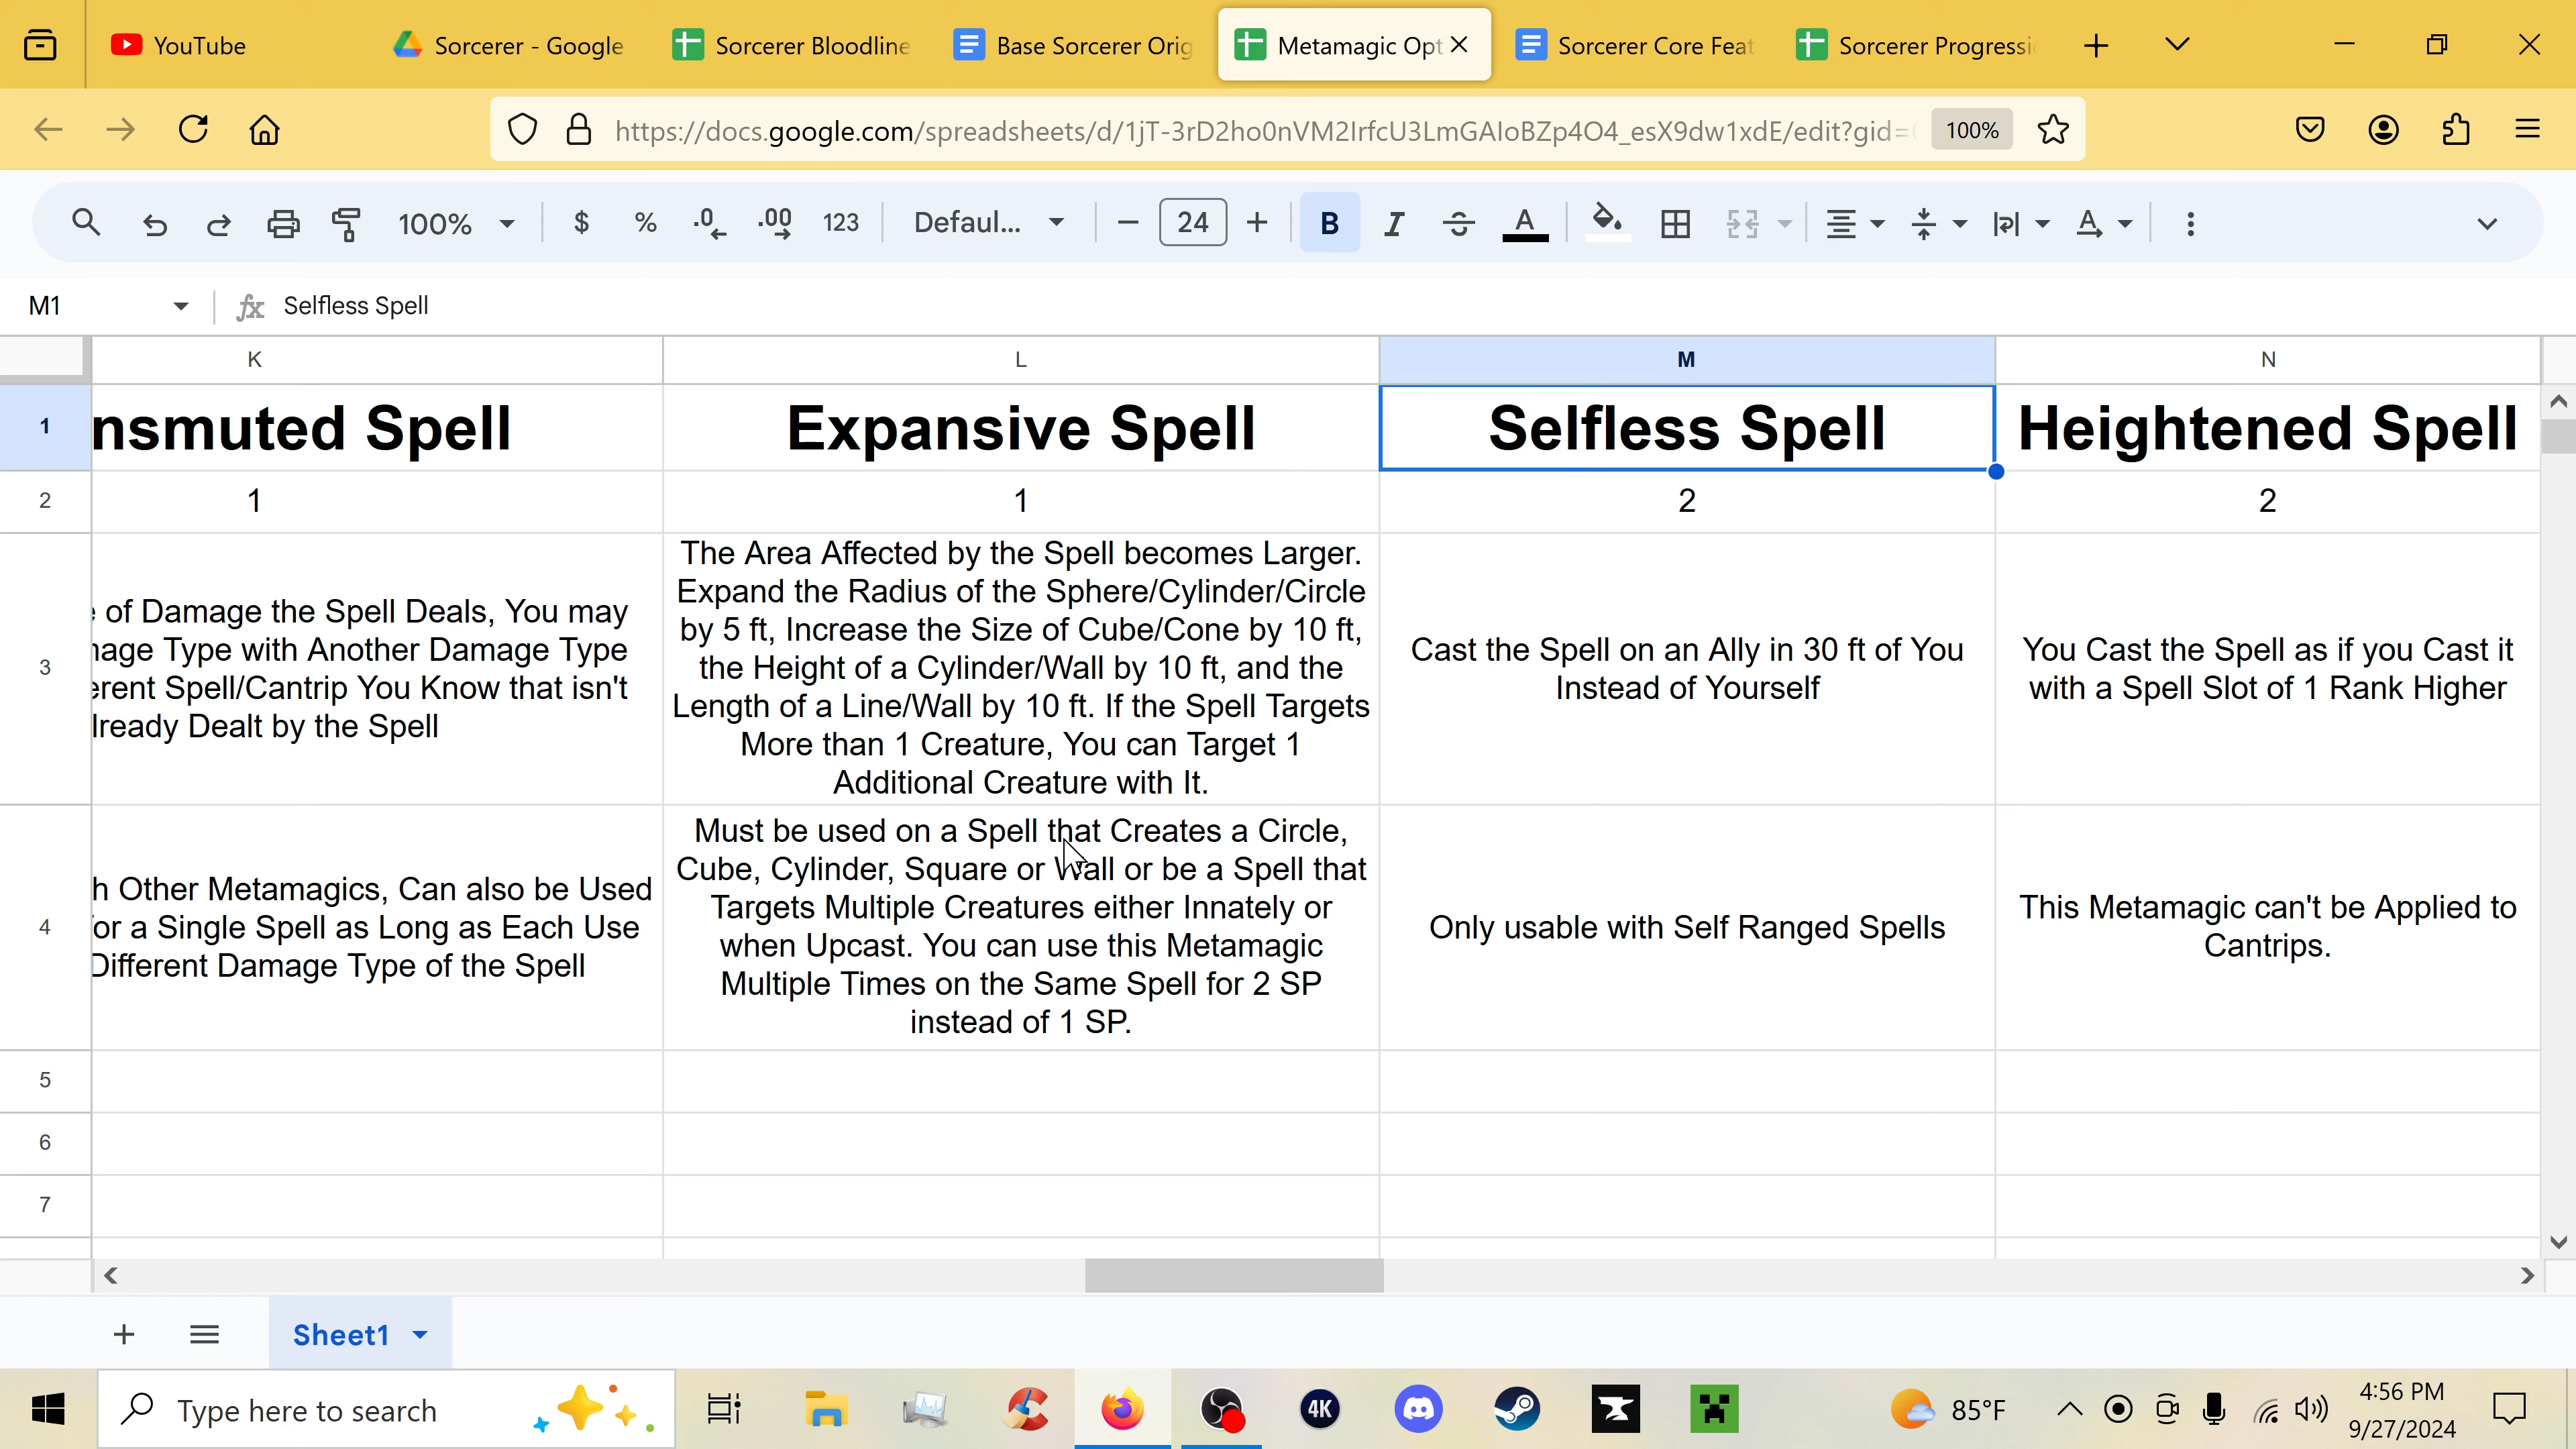 YouTube
Sorcerer - Google
Sorcerer Bloodline
Base Sorcerer Orig
Metamagic Opt
Sorcerer Core Feat
Sorcerer Progressi
https://docs.google.com/spreadsheets/d/1jT-3rD2ho0nVM2IrfcU3LmGAIoBZp4O4_esX9dw1xdE/edit?gid=
100%
100%
$
%
.0
.00
123
Defaul...
24
B
I
A
A
M1
fx
Selfless Spell
K
L
M
N
1
nsmuted Spell
Expansive Spell
Selfless Spell
Heightened Spell
2
1
1
2
2
3
of Damage the Spell Deals, You may
nage Type with Another Damage Type
erent Spell/Cantrip You Know that isn't
lready Dealt by the Spell
The Area Affected by the Spell becomes Larger.
Expand the Radius of the Sphere/Cylinder/Circle
by 5 ft, Increase the Size of Cube/Cone by 10 ft,
the Height of a Cylinder/Wall by 10 ft, and the
Length of a Line/Wall by 10 ft. If the Spell Targets
More than 1 Creature, You can Target 1
Additional Creature with It.
Cast the Spell on an Ally in 30 ft of You
Instead of Yourself
You Cast the Spell as if you Cast it
with a Spell Slot of 1 Rank Higher
4
h Other Metamagics, Can also be Used
or a Single Spell as Long as Each Use
Different Damage Type of the Spell
Must be used on a Spell that Creates a Circle,
Cube, Cylinder, Square or Wall or be a Spell that
Targets Multiple Creatures either Innately or
when Upcast. You can use this Metamagic
Multiple Times on the Same Spell for 2 SP
instead of 1 SP.
Only usable with Self Ranged Spells
This Metamagic can't be Applied to
Cantrips.
5
6
7
Sheet1
Type here to search
4K
85°F
4:56 PM
9/27/2024